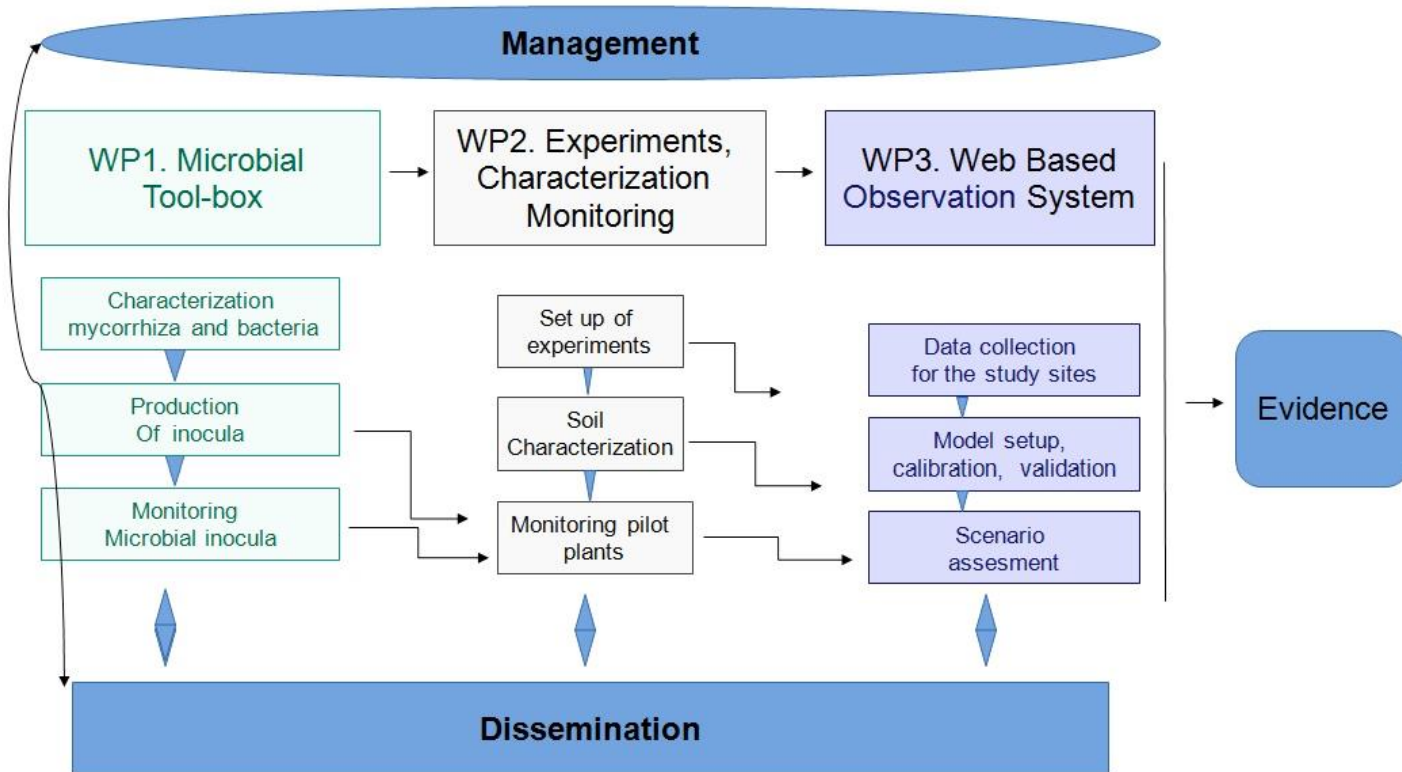 Management
WP1. Microbial
Tool-box
WP2. Experiments,
Characterization
Monitoring
WP3. Web Based
Observation System
Characterization
mycorrhiza and bacteria
Production
Of inocula
Monitoring
Microbial inocula
Set up of
experiments
Soil
Characterization
Monitoring pilot
plants
Data collection
for the study sites
Model setup,
calibration, validation
Scenario
assesment
Evidence
Dissemination